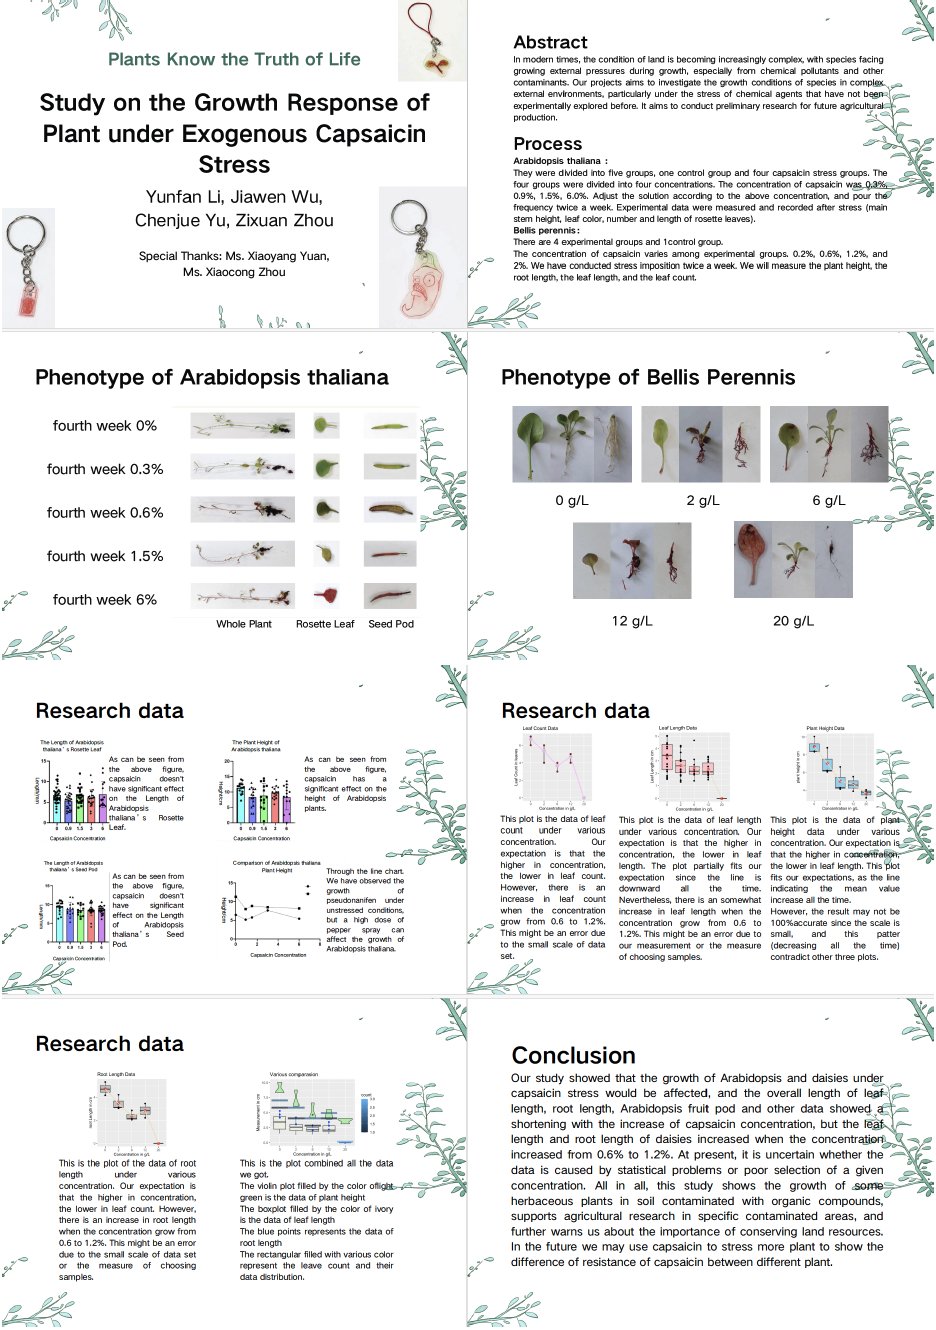 Plants Know the Truth of Life
Study on the Growth Response of
Plant under Exogenous Capsaicin
Stress
Yunfan Li, Jiawen Wu,
Chenjue Yu, Zixuan Zhou
Special Thanks: Ms. Xiaoyang Yuan,
Ms. Xiaocong Zhou
Abstract
In modern times, the condition of land is becoming increasingly complex, with species facing
growing external pressures during growth, especially from chemical pollutants and other
contaminants. Our projects aims to investigate the growth conditions of species in complex
external environments, particularly under the stress of chemical agents that have not been
experimentally explored before. It aims to conduct preliminary research for future agricultural
production.
Process
Arabidopsis thaliana :
They were divided into five groups, one control group and four capsaicin stress groups. The
four groups were divided into four concentrations. The concentration of capsaicin was 0.3%,
0.9%, 1.5%, 6.0%. Adjust the solution according to the above concentration, and pour the
frequency twice a week. Experimental data were measured and recorded after stress (main
stem height, leaf color, number and length of rosette leaves).
Bellis perennis:
There are 4 experimental groups and 1control group.
The concentration of capsaicin varies among experimental groups. 0.2%, 0.6%, 1.2%, and
2%. We have conducted stress imposition twice a week. We will measure the plant height, the
root length, the leaf length, and the leaf count.
Phenotype of Arabidopsis thaliana
fourth week 0%
fourth week 0.3%
fourth week 0.6%
fourth week 1.5%
fourth week 6%
Whole Plant Rosette Leaf Seed Pod
Phenotype of Bellis Perennis
0 g/L 2 g/L 6 g/L
12 g/L 20 g/L
Research data
The Length of Arabidopsis
thaliana's Rosette Leaf
Capsaicin Concentration
As can be seen from
the above figure,
capsaicin doesn't
have significant effect
on the Length of
Arabidopsis
thaliana's Rosette
Leaf.
The Plant Height of
Arabidopsis thaliana
Capsaicin Concentration
As can be seen from
the above figure,
capsaicin has a
significant effect on the
height of Arabidopsis
plants.
The Length of Arabidopsis
thaliana's Seed Pod
Capsaicin Concentration
As can be seen from
the above figure,
capsaicin doesn't
have significant
effect on the Length
of Arabidopsis
thaliana's Seed
Pod.
Comparison of Arabidopsis thaliana
Plant Height
Capsaicin Concentration
Through the line chart.
We have observed the
growth of
pseudonanifen under
unstressed conditions,
but a high dose of
pepper spray can
affect the growth of
Arabidopsis thaliana.
Research data
Leaf Count Data
Concentration in g/L
This plot is the data of leaf
count under various
concentration. Our
expectation is that the
higher in concentration,
the lower in leaf count.
However, there is an
increase in leaf count
when the concentration
grow from 0.6 to 1.2%.
This might be an error due
to the small scale of data
set.
Leaf Length Data
Concentration in g/L
This plot is the data of leaf length
under various concentration. Our
expectation is that the higher in
concentration, the lower in leaf
length. The plot partially fits our
expectation since the line is
downward all the time.
Nevertheless, there is an somewhat
increase in leaf length when the
concentration grow from 0.6 to
1.2%. This might be an error due to
our measurement or the measure
of choosing samples.
Plant Height Data
Concentration in g/L
This plot is the data of plant
height data under various
concentration. Our expectation is
that the higher in concentration,
the lower in leaf length. This plot
fits our expectations, as the line
indicating the mean value
increase all the time.
However, the result may not be
100%accurate since the scale is
small, and this patter
(decreasing all the time)
contradict other three plots.
Research data
Root Length Data
Concentration in g/L
This is the plot of the data of root
length under various
concentration. Our expectation is
that the higher in concentration,
the lower in leaf count. However,
there is an increase in root length
when the concentration grow from
0.6 to 1.2%. This might be an error
due to the small scale of data set
or the measure of choosing
samples.
Various comparasion
Concentration in g/L
This is the plot combined all the data
we got.
The violin plot filled by the color oflight
green is the data of plant height
The boxplot filled by the color of ivory
is the data of leaf length
The blue points represents the data of
root length
The rectangular filled with various color
represent the leave count and their
data distribution.
Conclusion
Our study showed that the growth of Arabidopsis and daisies under
capsaicin stress would be affected, and the overall length of leaf
length, root length, Arabidopsis fruit pod and other data showed a
shortening with the increase of capsaicin concentration, but the leaf
length and root length of daisies increased when the concentration
increased from 0.6% to 1.2%. At present, it is uncertain whether the
data is caused by statistical problems or poor selection of a given
concentration. All in all, this study shows the growth of some
herbaceous plants in soil contaminated with organic compounds,
supports agricultural research in specific contaminated areas, and
further warns us about the importance of conserving land resources.
In the future we may use capsaicin to stress more plant to show the
difference of resistance of capsaicin between different plant.